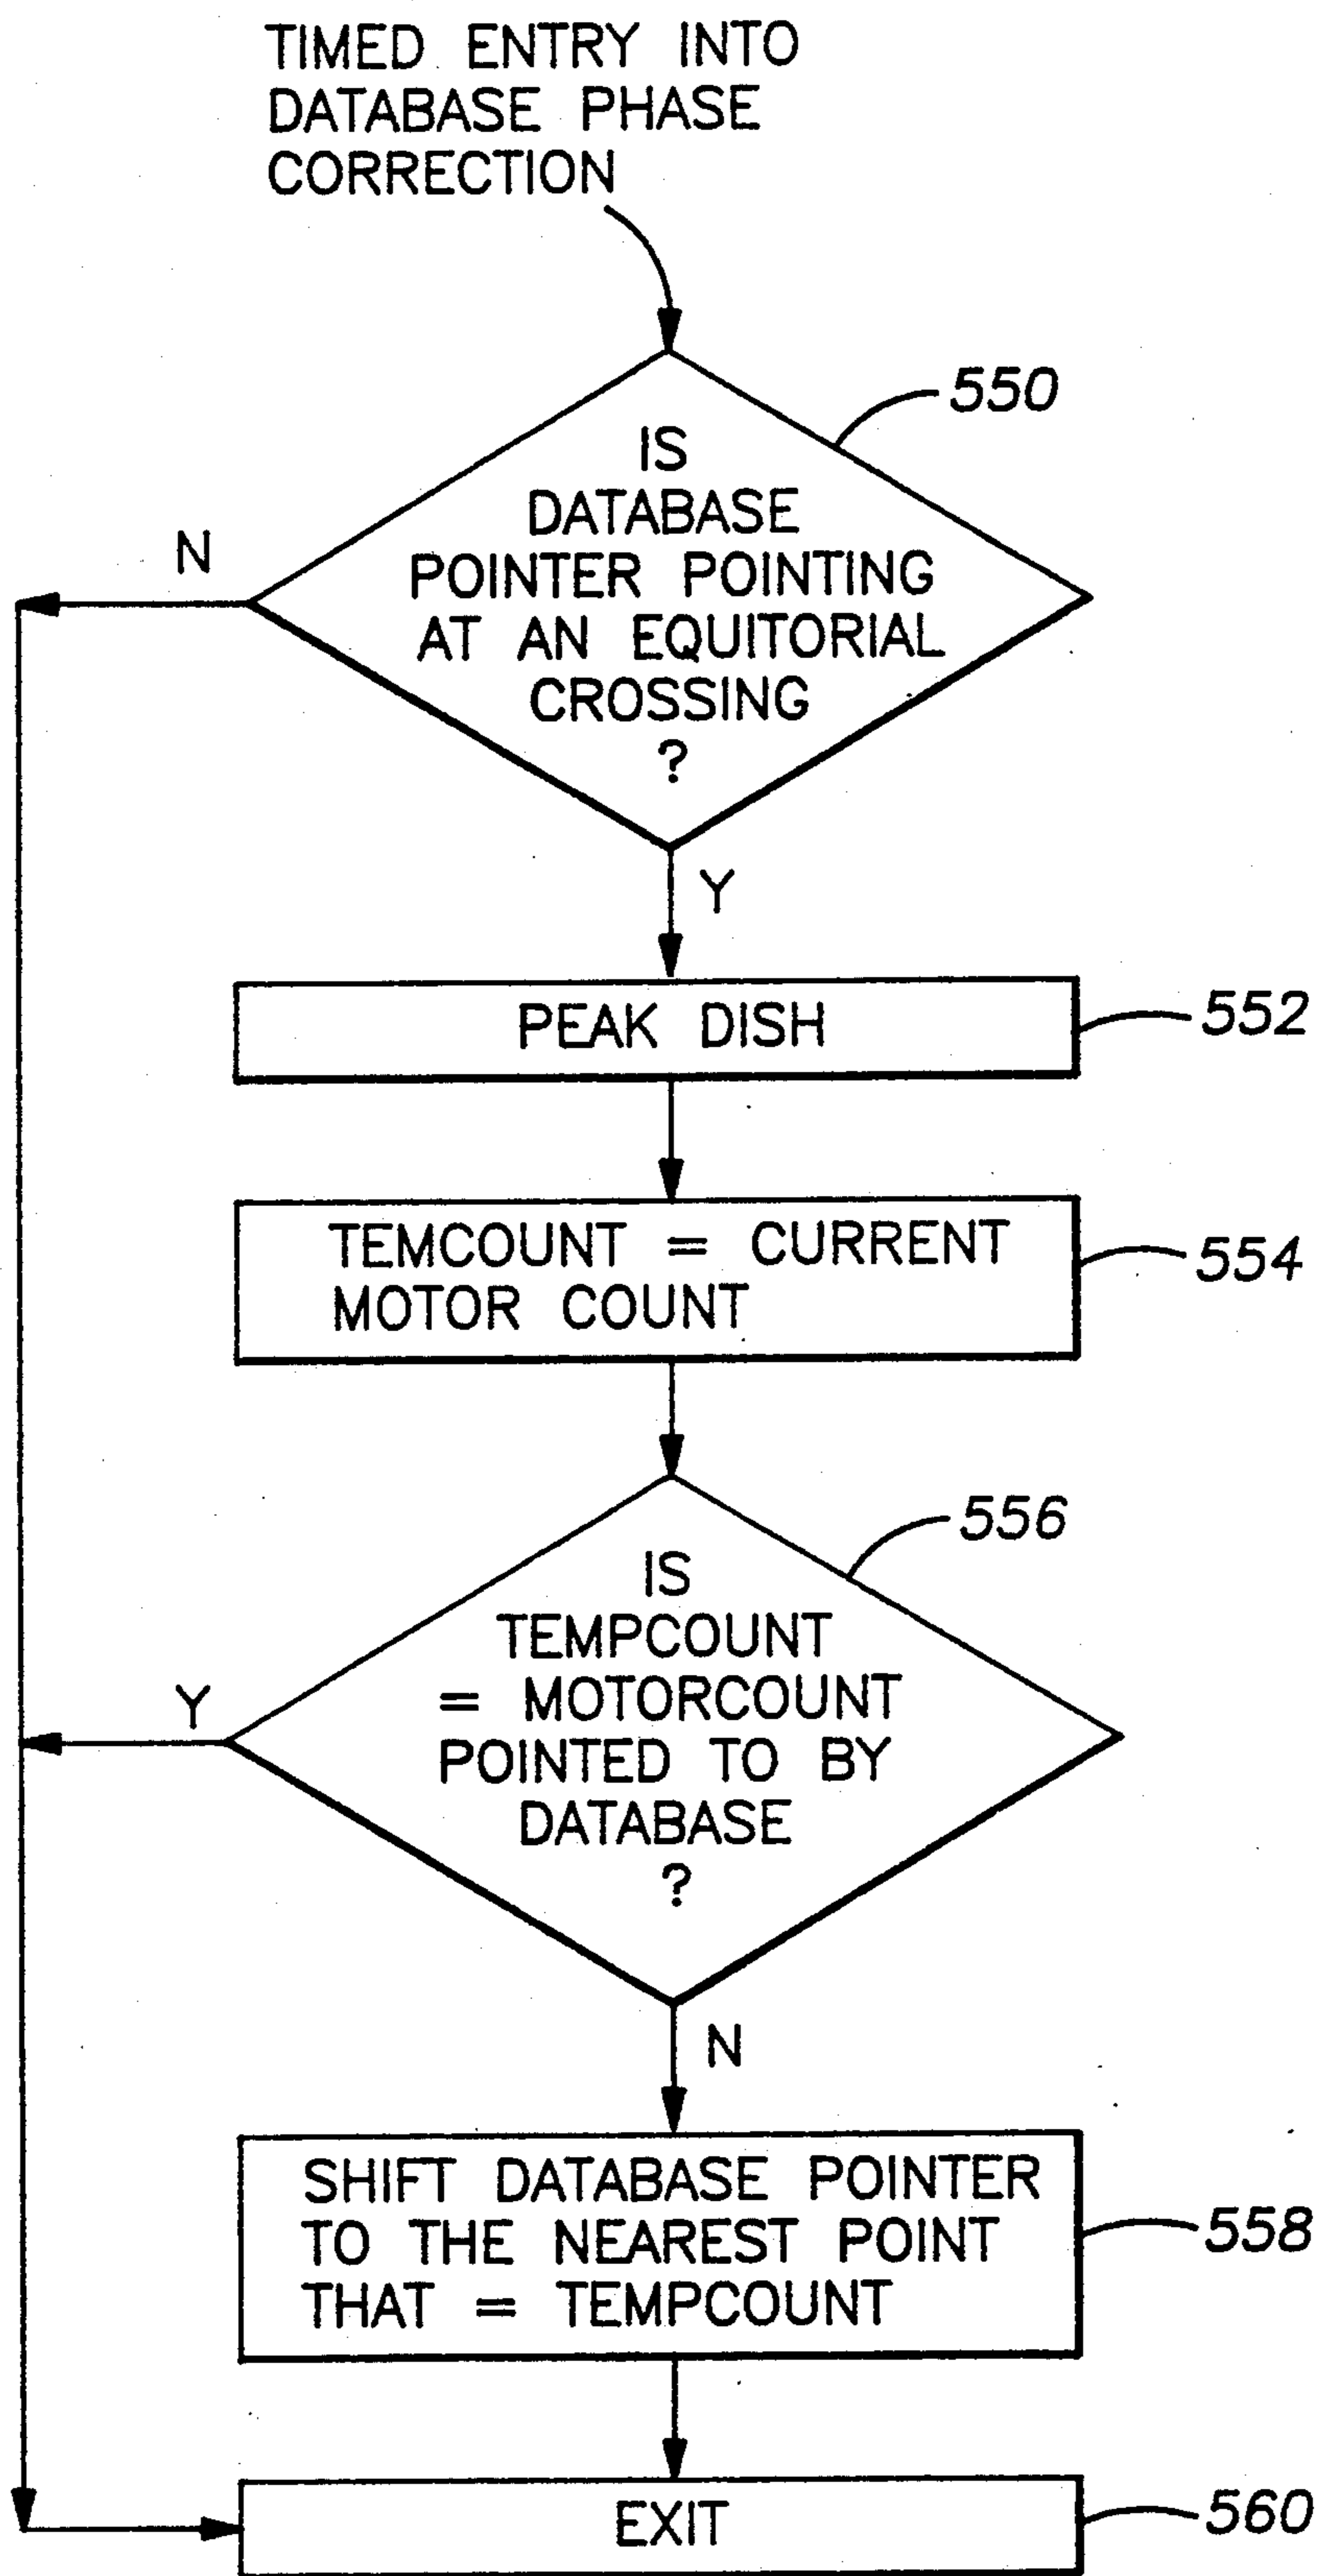 TIMED ENTRY INTO
DATABASE PHASE
CORRECTION
550
IS
DATABASE
POINTER POINTING
AT AN EQUITORIAL
CROSSING
?
N
Y
PEAK DISH
552
TEMCOUNT = CURRENT
MOTOR COUNT
554
556
IS
TEMPCOUNT
= MOTORCOUNT
POINTED TO BY
DATABASE
?
Y
N
SHIFT DATABASE POINTER
TO THE NEAREST POINT
THAT = TEMPCOUNT
558
EXIT
560